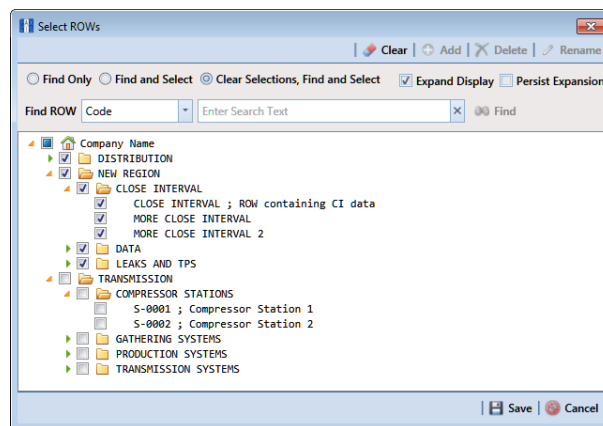 Select ROWs
Clear Add Delete Rename
Find Only Find and Select Clear Selections, Find and Select Expand Display Persist Expansion
Find ROW Code Enter Search Text Find
Company Name
DISTRIBUTION
NEW REGION
CLOSE INTERVAL
CLOSE INTERVAL ; ROW containing CI data
MORE CLOSE INTERVAL
MORE CLOSE INTERVAL 2
DATA
LEAKS AND TPS
TRANSMISSION
COMPRESSOR STATIONS
S-0001 ; Compressor Station 1
S-0002 ; Compressor Station 2
GATHERING SYSTEMS
PRODUCTION SYSTEMS
TRANSMISSION SYSTEMS
Save Cancel